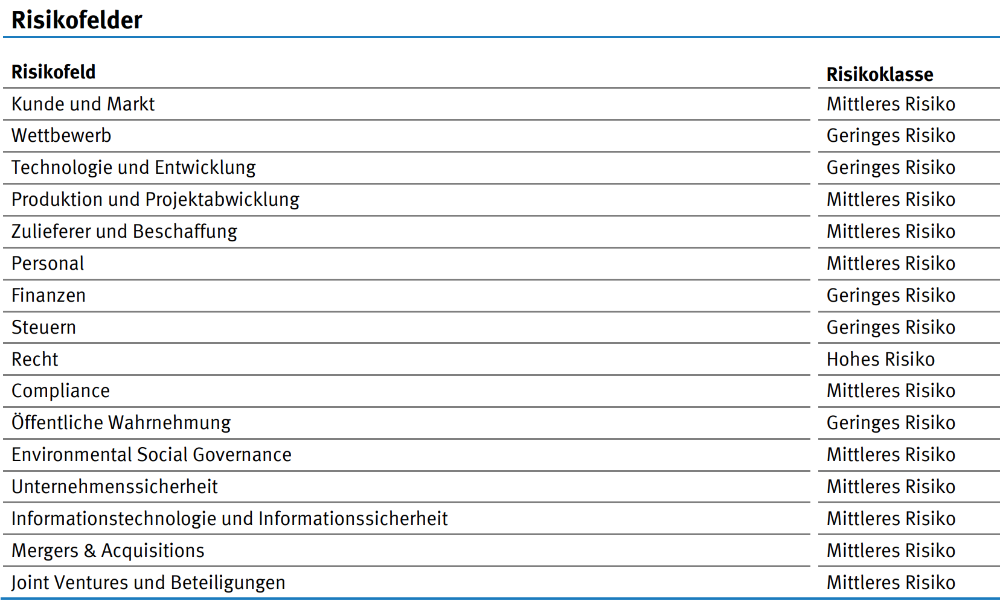 Risikofelder
Risikofeld Risikoklasse
Kunde und Markt Mittleres Risiko
Wettbewerb Geringes Risiko
Technologie und Entwicklung Geringes Risiko
Produktion und Projektabwicklung Mittleres Risiko
Zulieferer und Beschaffung Mittleres Risiko
Personal Mittleres Risiko
Finanzen Geringes Risiko
Steuern Geringes Risiko
Recht Hohes Risiko
Compliance Mittleres Risiko
Öffentliche Wahrnehmung Geringes Risiko
Environmental Social Governance Mittleres Risiko
Unternehmenssicherheit Mittleres Risiko
Informationstechnologie und Informationssicherheit Mittleres Risiko
Mergers & Acquisitions Mittleres Risiko
Joint Ventures und Beteiligungen Mittleres Risiko